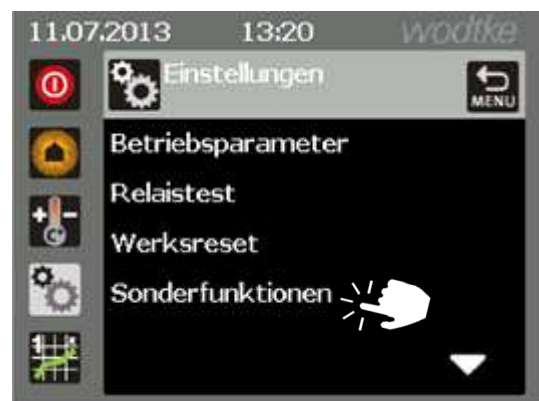 11.07.2013 13:20 wodtke
Einstellungen
MENU
Betriebsparameter
Relaistest
Werksreset
Sonderfunktionen